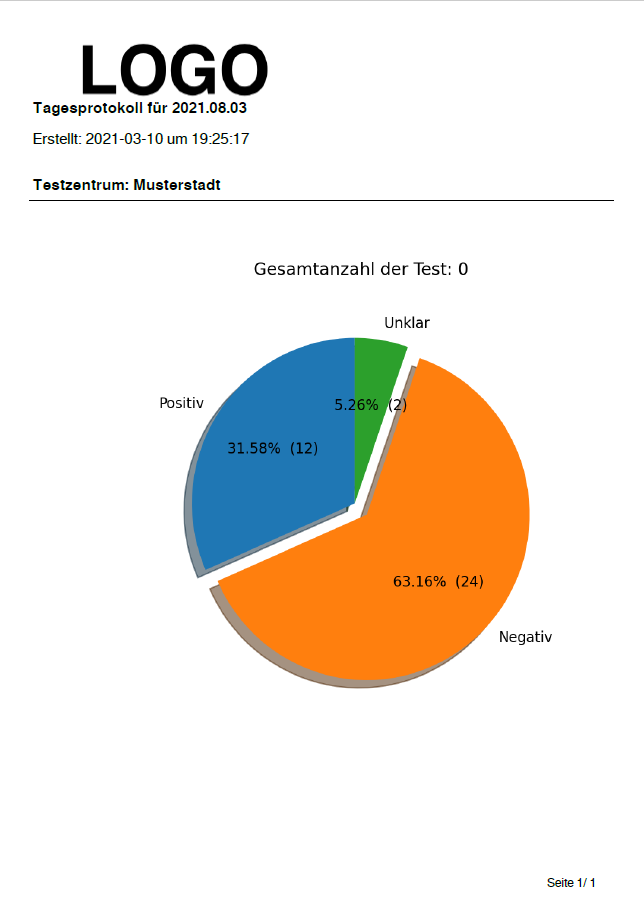 LOGO
Tagesprotokoll für 2021.08.03
Erstellt: 2021-03-10 um 19:25:17
Testzentrum: Musterstadt
Gesamtanzahl der Test: 0
Unklar
Positiv
5.26% (2)
31.58% (12)
63.16% (24)
Negativ
Seite 1/ 1